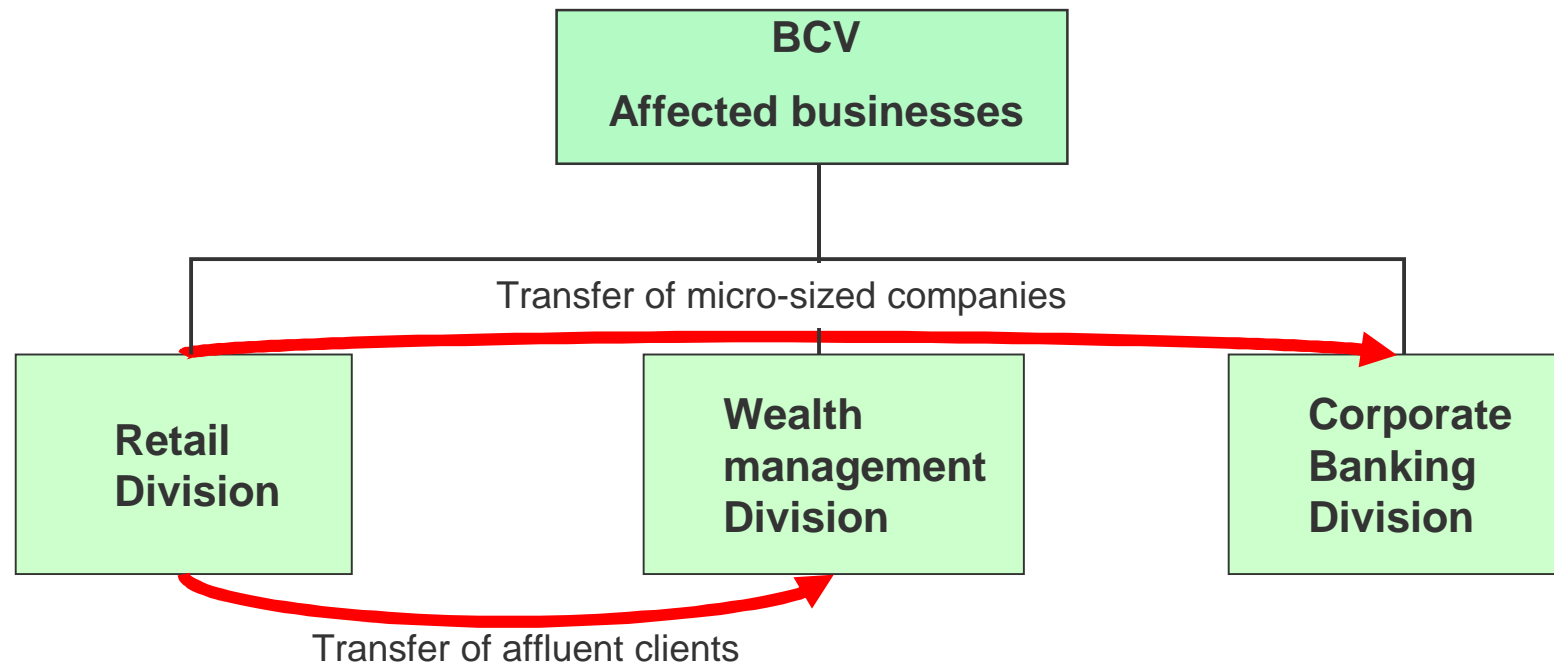 BCV
Affected businesses
Transfer of micro-sized companies
Retail
Division
Wealth
management
Division
Corporate
Banking
Division
Transfer of affluent clients